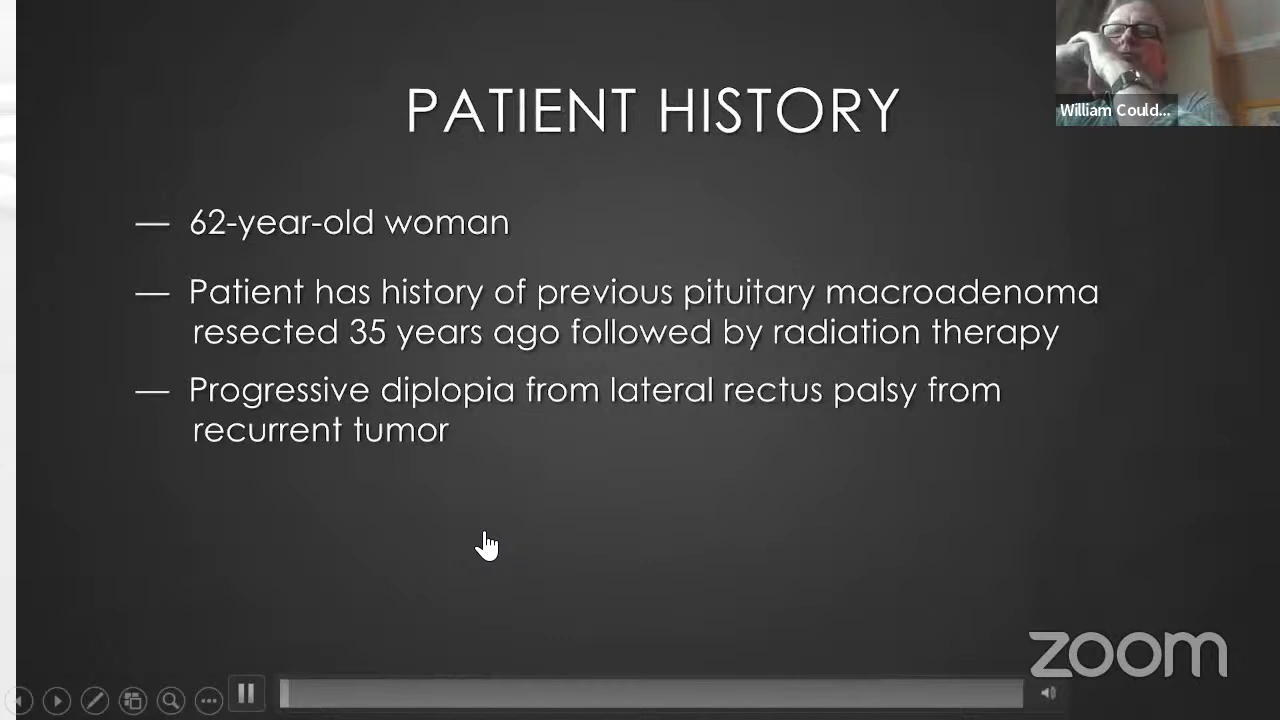 PATIENT HISTORY
William Could...
— 62-year-old woman
— Patient has history of previous pituitary macroadenoma
resected 35 years ago followed by radiation therapy
— Progressive diplopia from lateral rectus palsy from
recurrent tumor
zoom